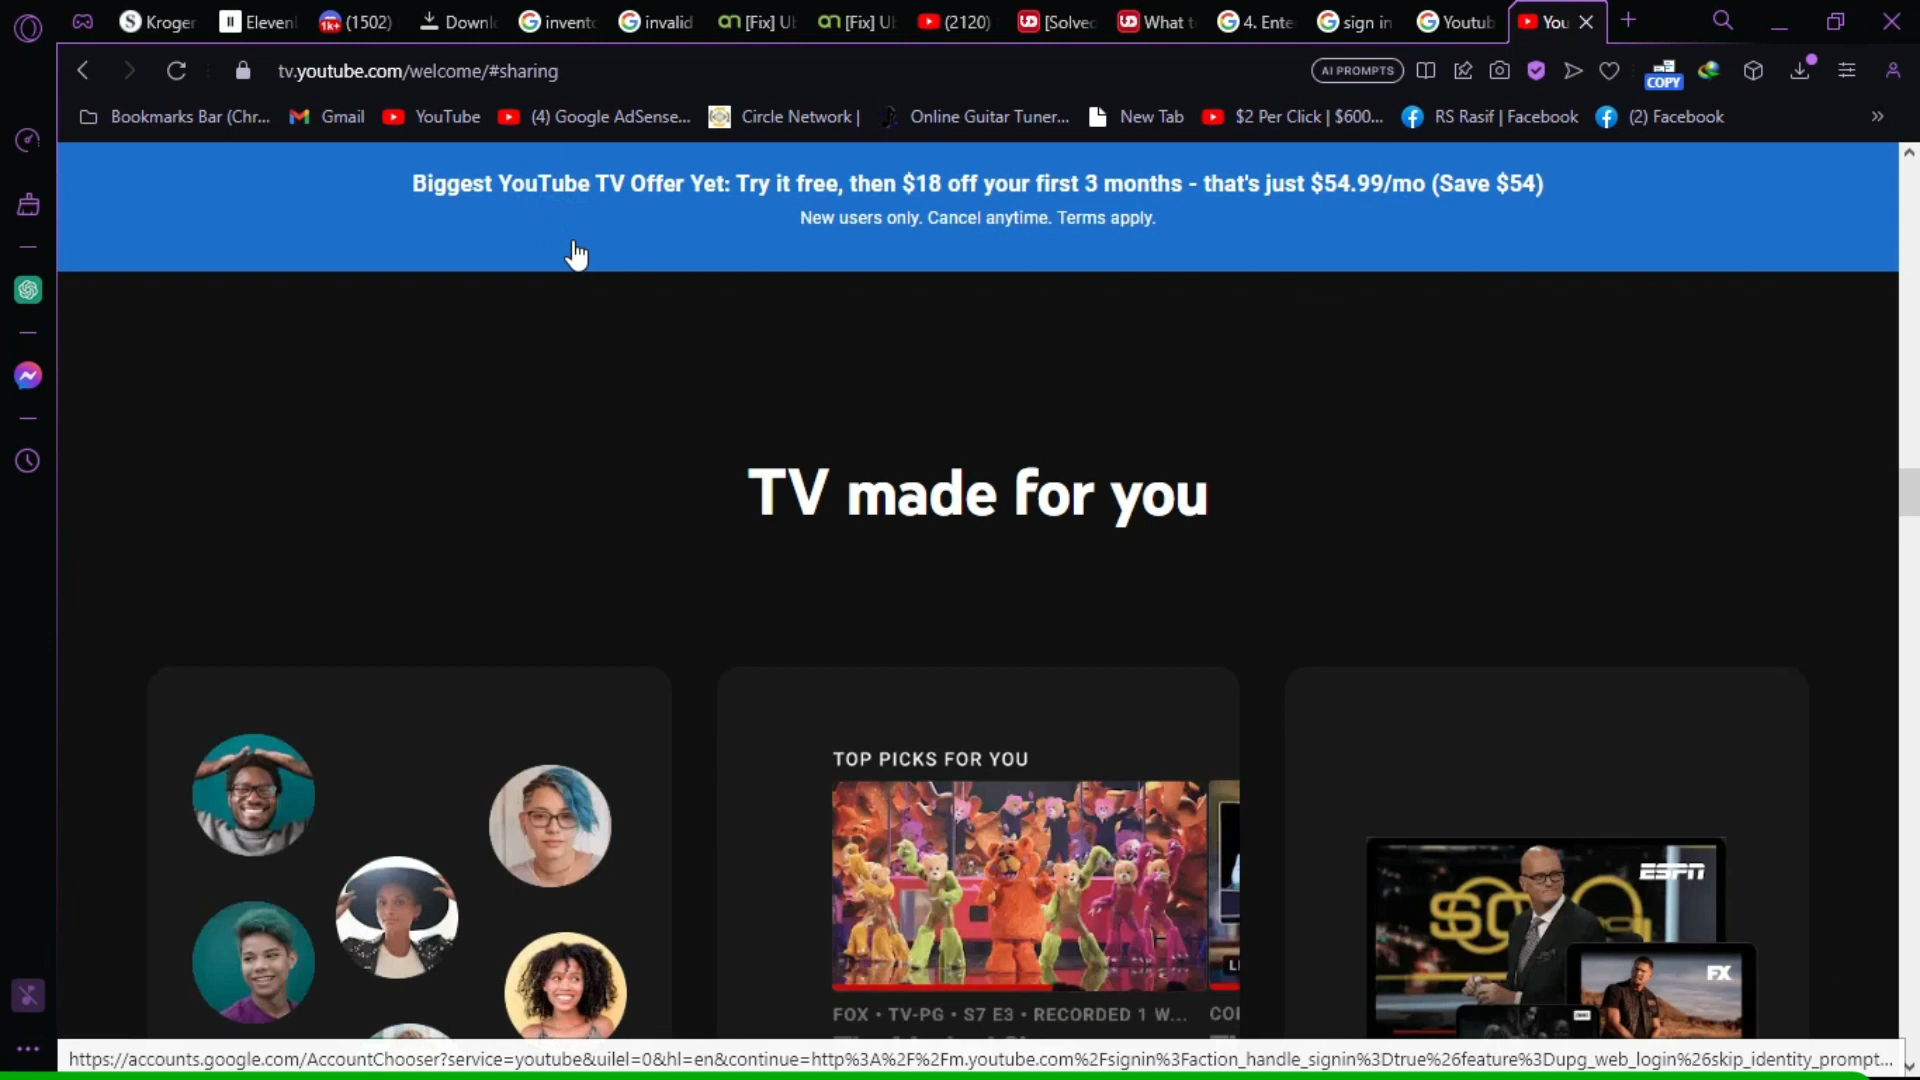 Kroger
Eleven
1k+
(1502)
Downl
invento
invalid
[Fix] U
[Fix] U
(2120)
[Solve
What t
4. Ente
sign in
Youtub
You
tv.youtube.com/welcome/#sharing
AI PROMPTS
COPY
Bookmarks Bar (Chr...
Gmail
YouTube
(4) Google AdSense...
Circle Network |
Online Guitar Tuner...
New Tab
$2 Per Click | $600...
RS Rasif | Facebook
(2) Facebook
Biggest YouTube TV Offer Yet: Try it free, then $18 off your first 3 months - that's just $54.99/mo (Save $54)
New users only. Cancel anytime. Terms apply.
TV made for you
TOP PICKS FOR YOU
ESPN
FX
FOX • TV-PG • S7 E3 • RECORDED 1 W...
https://accounts.google.com/AccountChooser?service=youtube&uilel=0&hl=en&continue=http%3A%2F%2Fm.youtube.com%2Fsignin%3Faction_handle_signin%3Dtrue%26feature%3Dupg_web_login%26skip_identity_prompt...